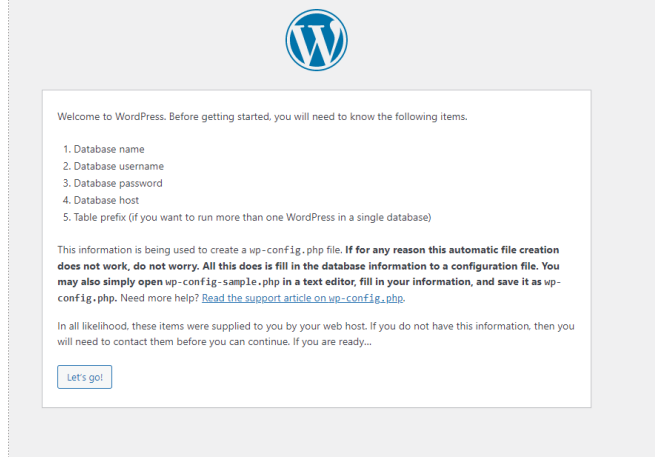 Welcome to WordPress. Before getting started, you will need to know the following items.
1. Database name
2. Database username
3. Database password
4. Database host
5. Table prefix (if you want to run more than one WordPress in a single database)
This information is being used to create a wp-config.php file. If for any reason this automatic file creation
does not work, do not worry. All this does is fill in the database information to a configuration file. You
may also simply open wp-config-sample.php in a text editor, fill in your information, and save it as wp-
config.php. Need more help? Read the support article on wp-config.php.
In all likelihood, these items were supplied to you by your web host. If you do not have this information, then you
will need to contact them before you can continue. If you are ready...
Let's go!